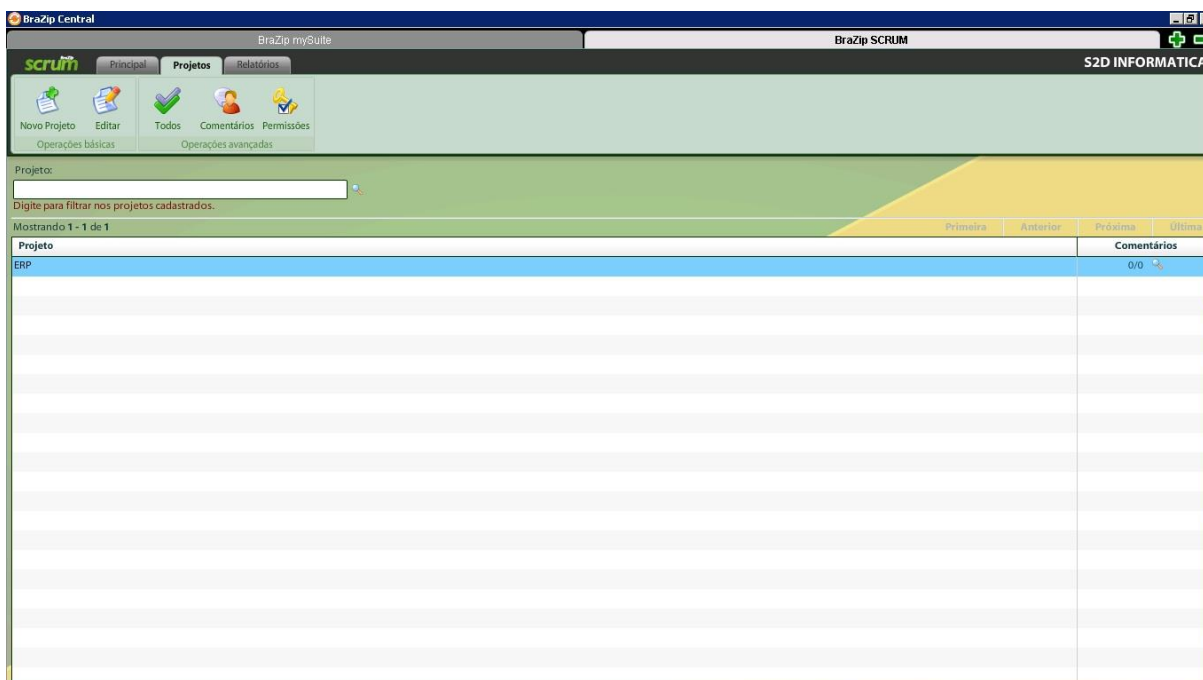 BraZip Central
BraZip mySuite BraZip SCRUM
scrum Principal Projetos Relatórios S2D INFORMATICA
Novo Projeto Editar Todos Comentários Permissões
Operações básicas Operações avançadas
Projeto:
Digite para filtrar nos projetos cadastrados.
Mostrando 1 - 1 de 1 Primeira Anterior Próxima Última
Projeto Comentários
ERP 0/0